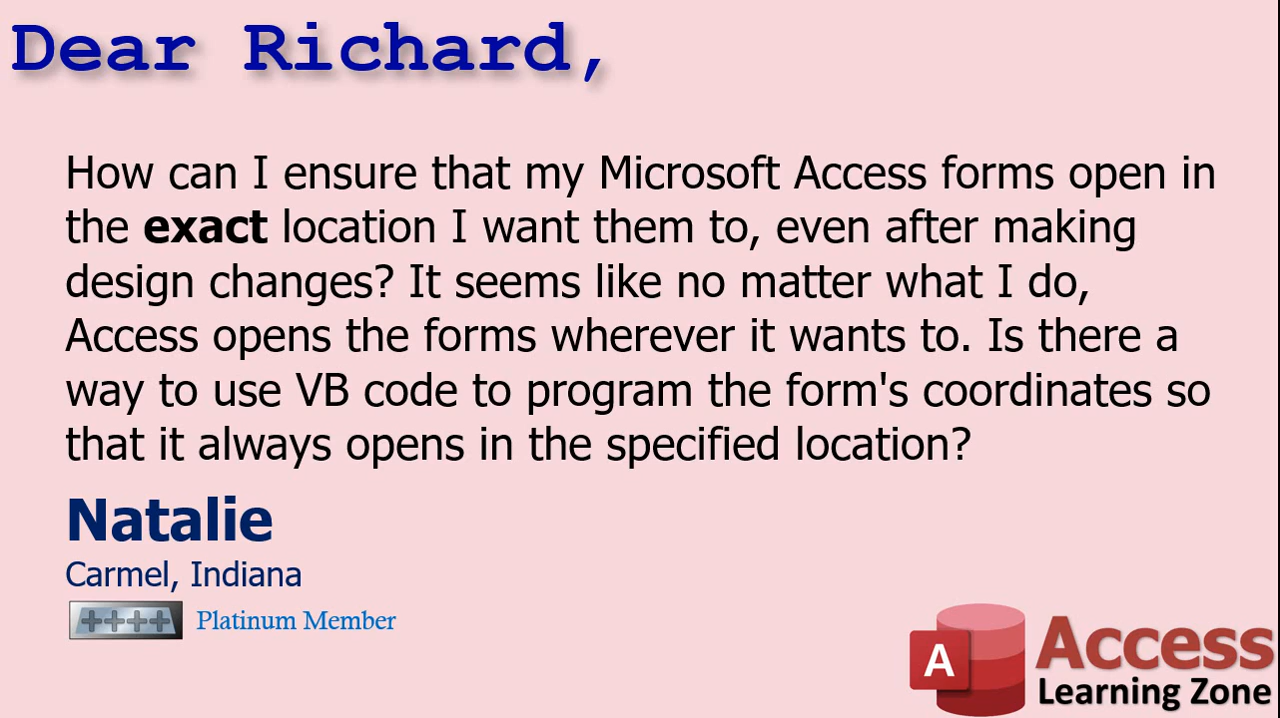 Dear Richard,
How can I ensure that my Microsoft Access forms open in
the exact location I want them to, even after making
design changes? It seems like no matter what I do,
Access opens the forms wherever it wants to. Is there a
way to use VB code to program the form's coordinates so
that it always opens in the specified location?
Natalie
Carmel, Indiana
++++ Platinum Member
A Access
Learning Zone